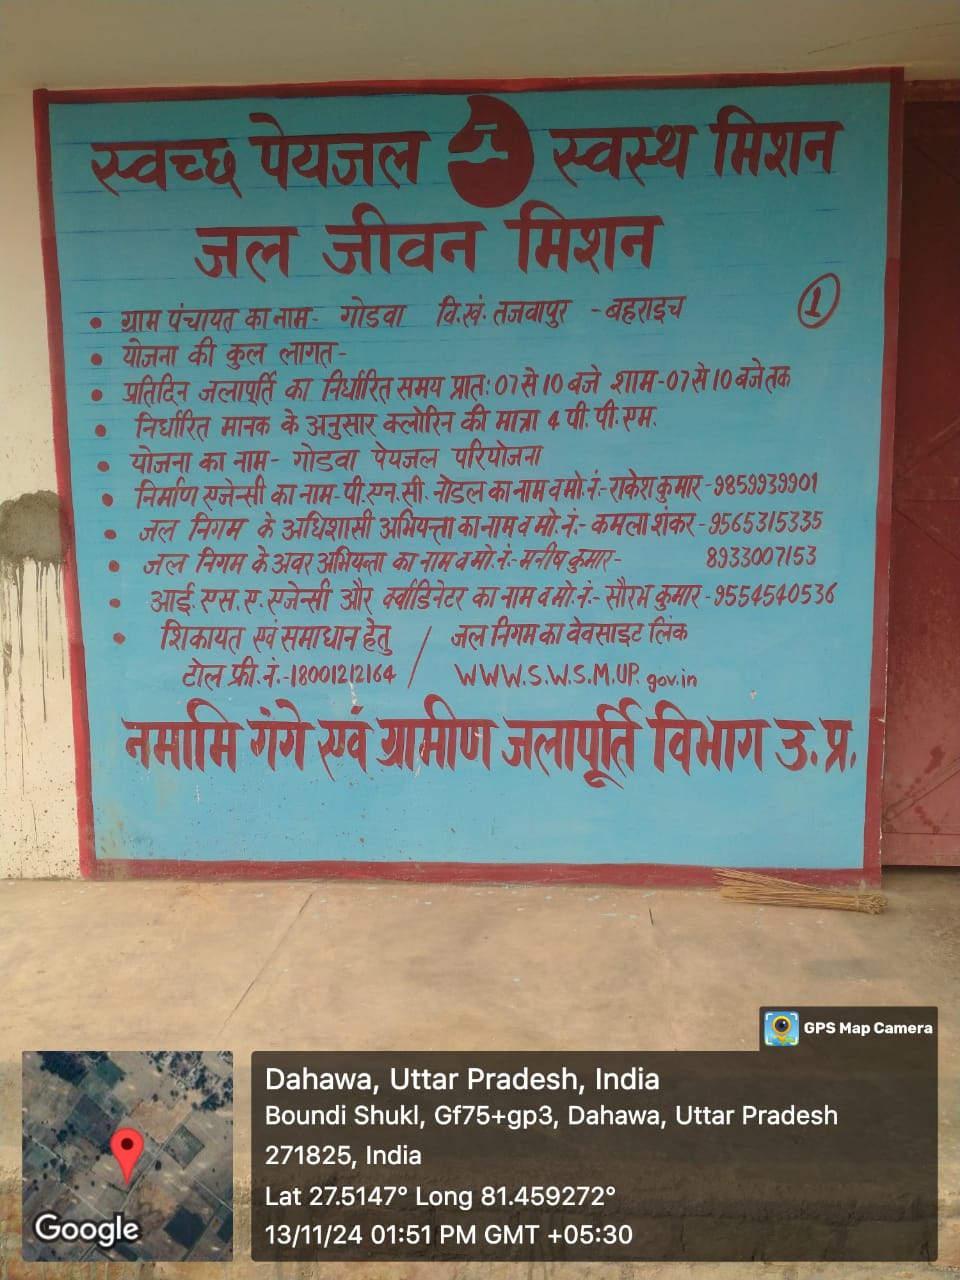 स्वच्छ पेयजल स्वस्थ मिशन
जल जीवन मिशन
1
• ग्राम पंचायत का नाम- गोडवा वि.खं. तजवापुर -बहराइच
• योजना की कुल लागत-
• प्रतिदिन जलापूर्ति का निर्धारित समय प्रात: 07 से 10 बजे शाम-07 से 10 बजे तक
• निर्धारित मानक के अनुसार क्लोरिन की मात्रा 4 पी. पी. एम.
• योजना का नाम- गोडवा पेयजल परियोजना
• निर्माण एजेन्सी का नाम-पी.एन.सी. नोडल का नाम व मो.नं:- राकेश कुमार-9859939901
• जल निगम के अधिशासी अभियन्ता का नाम व मो.नं:- कमला शंकर-9565315335
• जल निगम के अवर अभियन्ता का नाम व मो.नं:-मनीष कुमार- 8933007153
• आई. एस. ए. एजेन्सी और क्वार्डिनेटर का नाम व मो.नं:- सौरभ कुमार-9554540536
• शिकायत एवं समाधान हेतु / जल निगम का वेवसाइट लिंक
टोल फ्री.नं.-18001212164 / WWW.S.W.S.M.UP. gov.in
नमामि गंगे एवं ग्रामीण जलापूर्ति विभाग उ. प्र.
GPS Map Camera
Dahawa, Uttar Pradesh, India
Boundi Shukl, Gf75+gp3, Dahawa, Uttar Pradesh
271825, India
Lat 27.5147° Long 81.459272°
13/11/24 01:51 PM GMT +05:30
Google